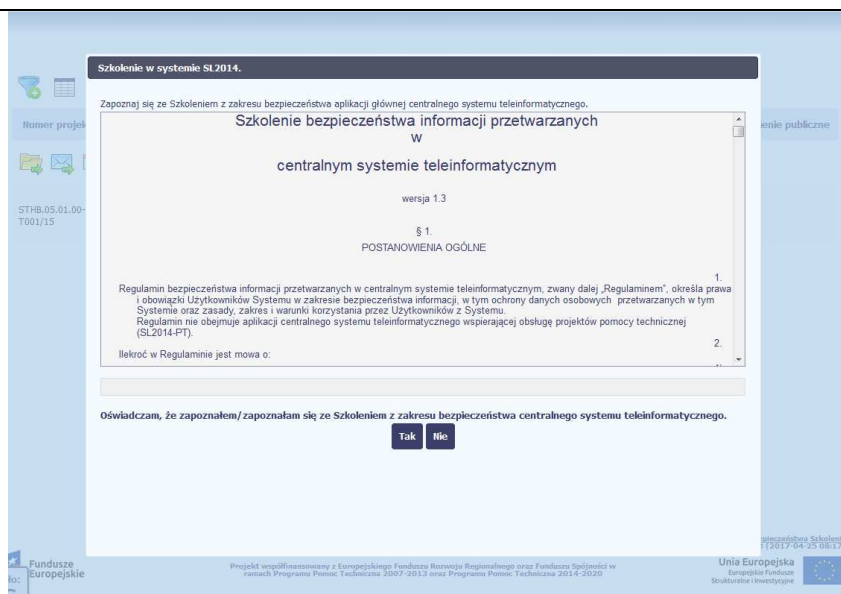 Szkolenie w systemie SL2014.
Zapoznaj się ze Szkoleniem z zakresu bezpieczeństwa aplikacji głównej centralnego systemu teleinformatycznego.
Szkolenie bezpieczeństwa informacji przetwarzanych
w
centralnym systemie teleinformatycznym
wersja 1.3
§ 1.
POSTANOWIENIA OGÓLNE
1.
Regulamin bezpieczeństwa informacji przetwarzanych w centralnym systemie teleinformatycznym, zwany dalej „Regulaminem", określa prawa
i obowiązki Użytkowników Systemu w zakresie bezpieczeństwa informacji, w tym ochrony danych osobowych przetwarzanych w tym
Systemie oraz zasady, zakres i warunki korzystania przez Użytkowników z Systemu.
Regulamin nie obejmuje aplikacji centralnego systemu teleinformatycznego wspierającej obsługę projektów pomocy technicznej
(SL2014-PT).
2.
Ilekroć w Regulaminie jest mowa o:
Oświadczam, że zapoznałem/zapoznałam się ze Szkoleniem z zakresu bezpieczeństwa centralnego systemu teleinformatycznego.
Tak Nie
Numer projek
enie publiczne
STHB.05.01.00-
T001/15
Fundusze
Europejskie
Projekt współfinansowany z Europejskiego Funduszu Rozwoju Regionalnego oraz Funduszu Spójności w
ramach Programu Pomoc Techniczna 2007-2013 oraz Programu Pomoc Techniczna 2014-2020
Unia Europejska
Europejskie Fundusze
Strukturalne i Inwestycyjne